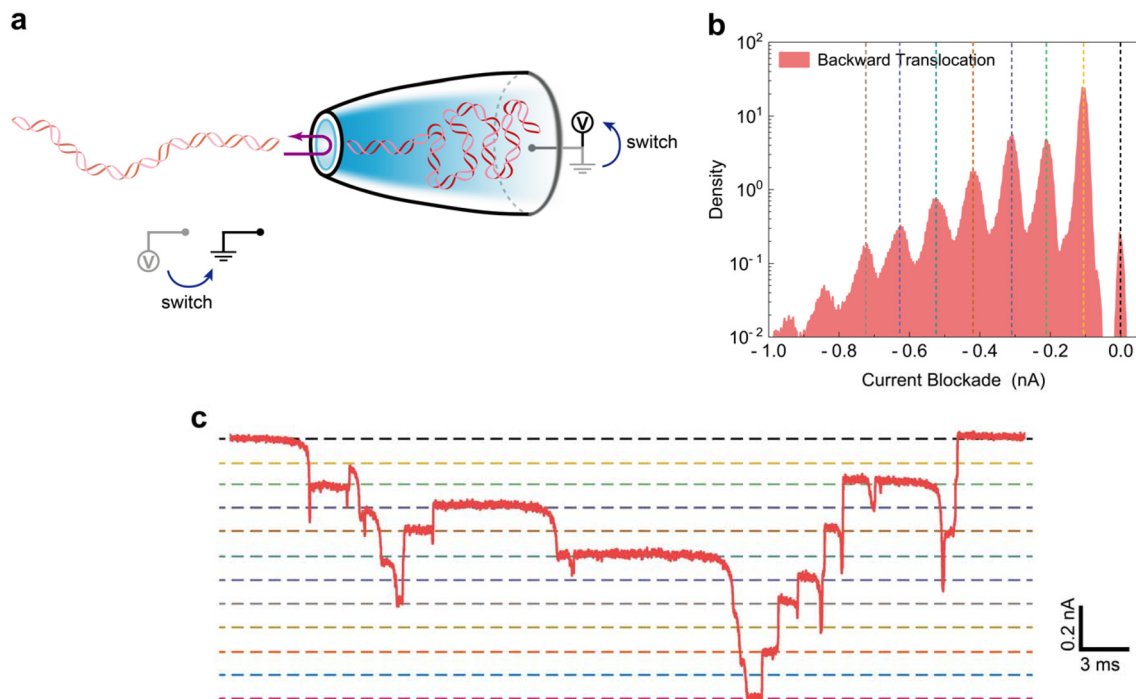 a
V
switch
V
switch
b
Backward Translocation
Density
10²
10¹
10⁰
10⁻¹
10⁻²
- 1.0 - 0.8 - 0.6 - 0.4 - 0.2 0.0
Current Blockade (nA)
c
0.2 nA
3 ms